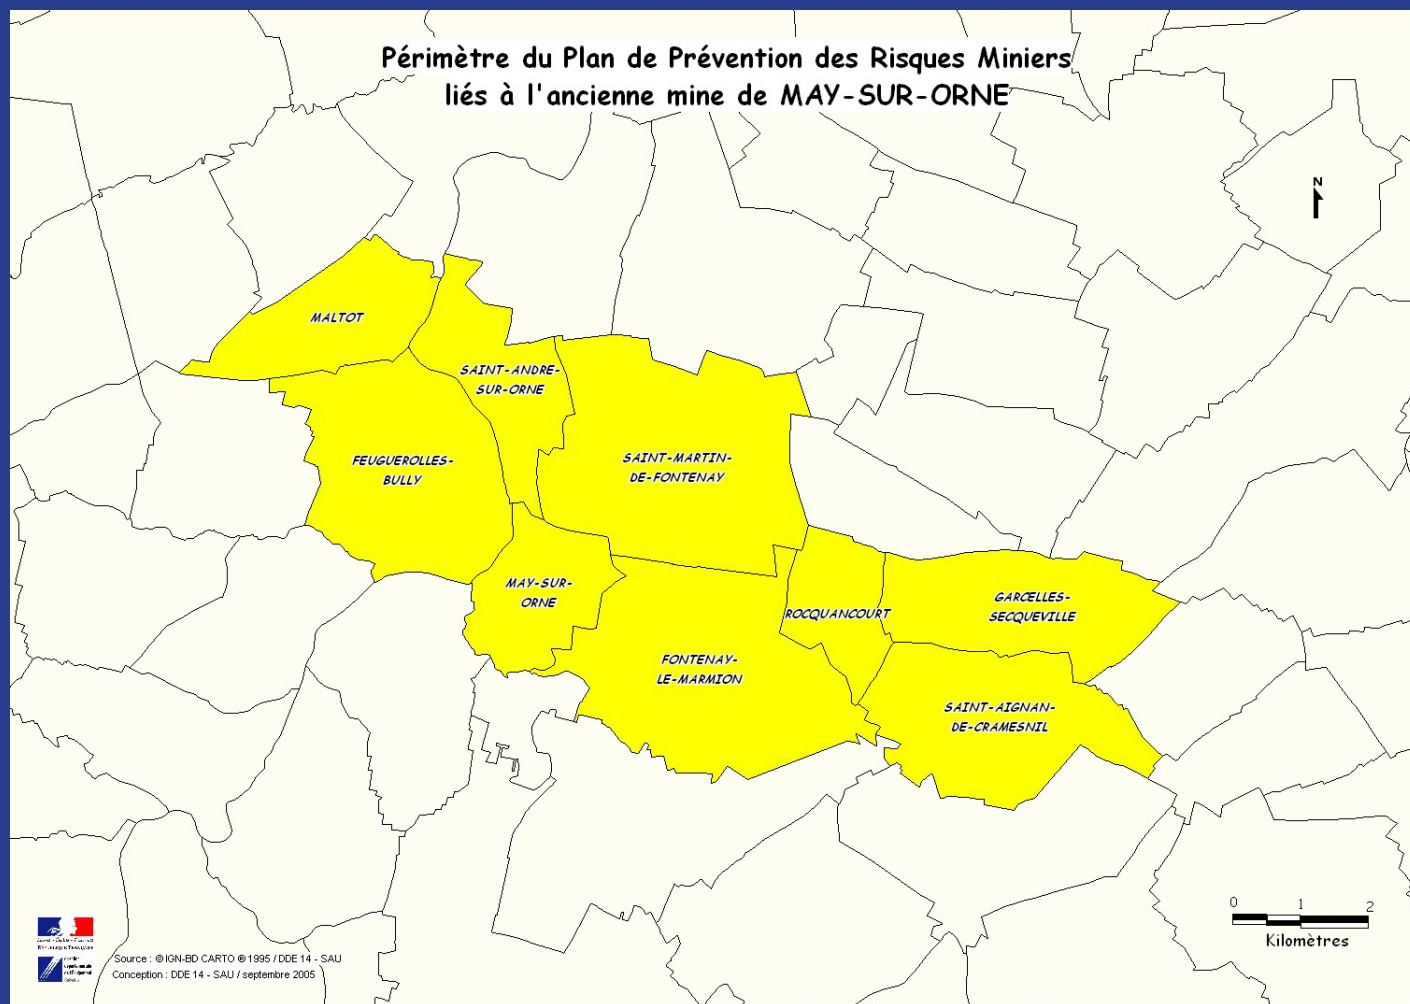 Périmètre du Plan de Prévention des Risques Miniers
liés à l'ancienne mine de MAY-SUR-ORNE
N
MALTOT
SAINT-ANDRE-
SUR-ORNE
FEUGUEROLLES-
BULLY
SAINT-MARTIN-
DE-FONTENAY
MAY-SUR-
ORNE
ROCQUANCOURT
GARCELLES-
SECQUEVILLE
FONTENAY-
LE-MARMION
SAINT-AIGNAN-
DE-CRAMESNIL
0 1 2
Kilomètres
Source : © IGN-BD CARTO ® 1995 / DDE 14 - SAU
Conception : DDE 14 - SAU / septembre 2005